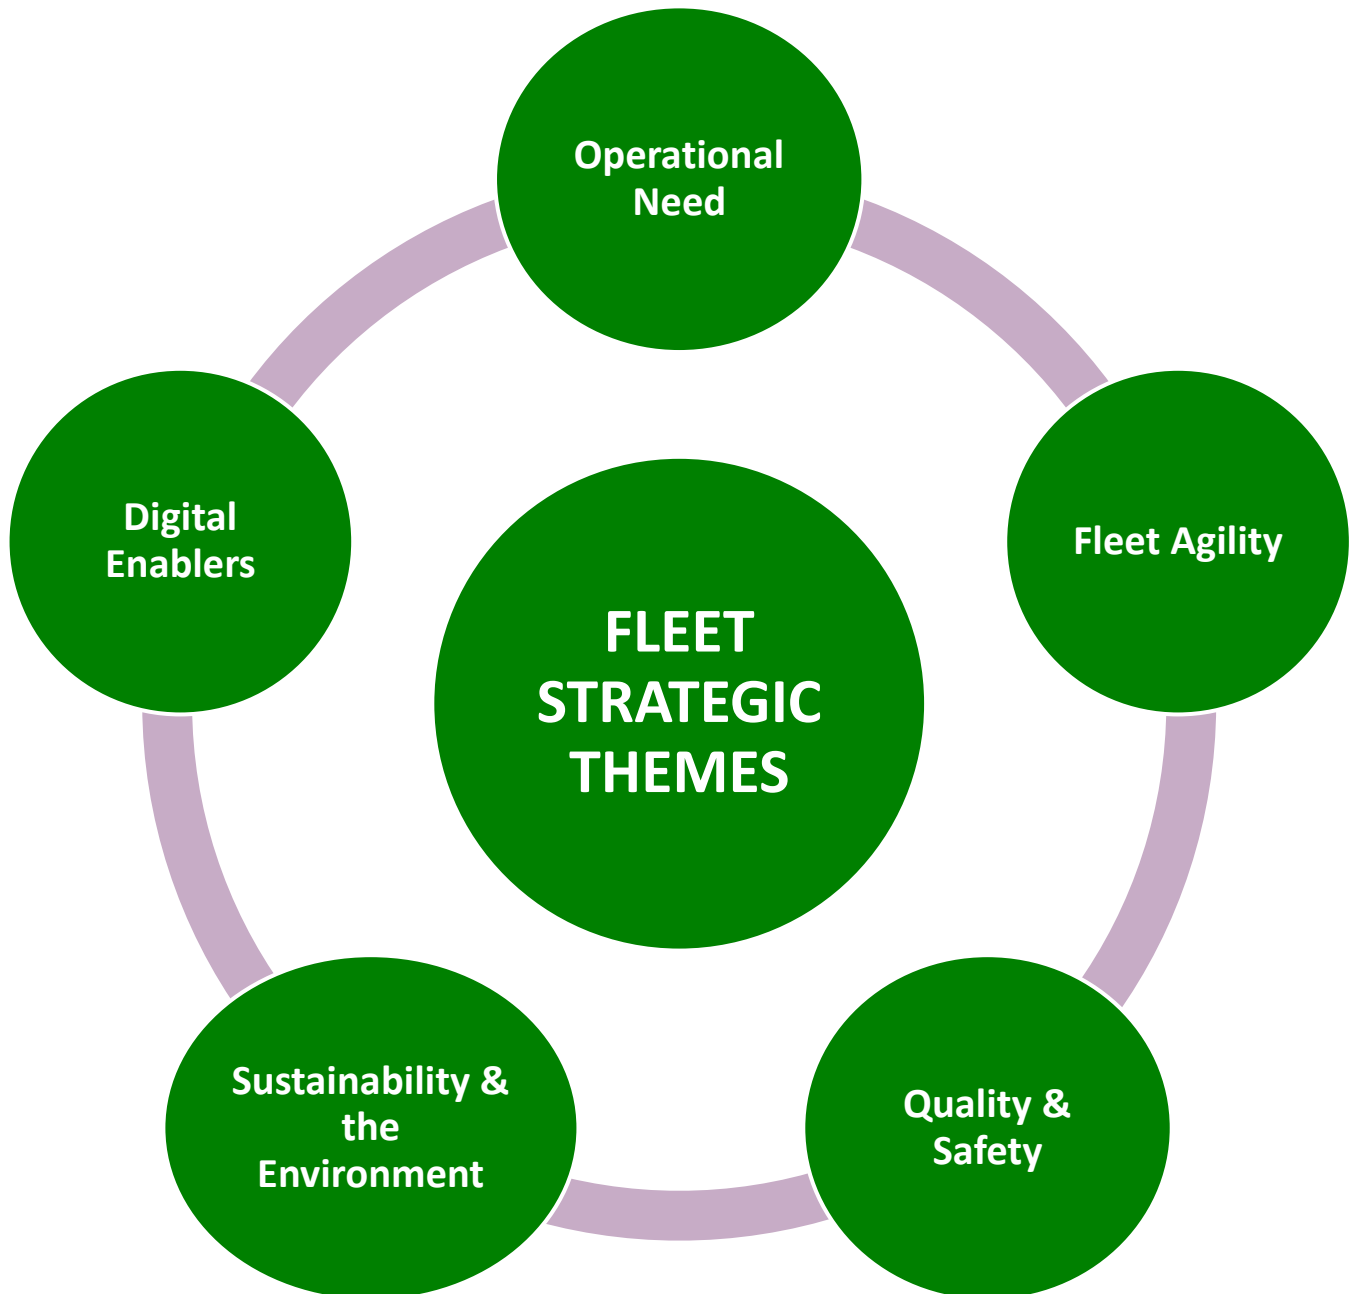 Operational
Need
Fleet Agility
Quality &
Safety
Sustainability &
the
Environment
Digital
Enablers
FLEET
STRATEGIC
THEMES